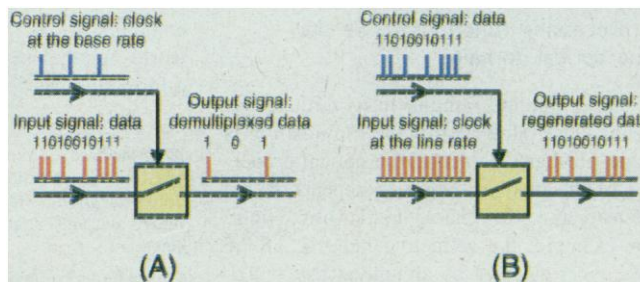 Control signal: clock
at the base rate
Input signal: data
11010010111
Output signal:
demultiplexed data
1 0 1
(A)
Control signal: data
11010010111
Input signal: clock
at the line rate
Output signal:
regenerated data
11010010111
(B)